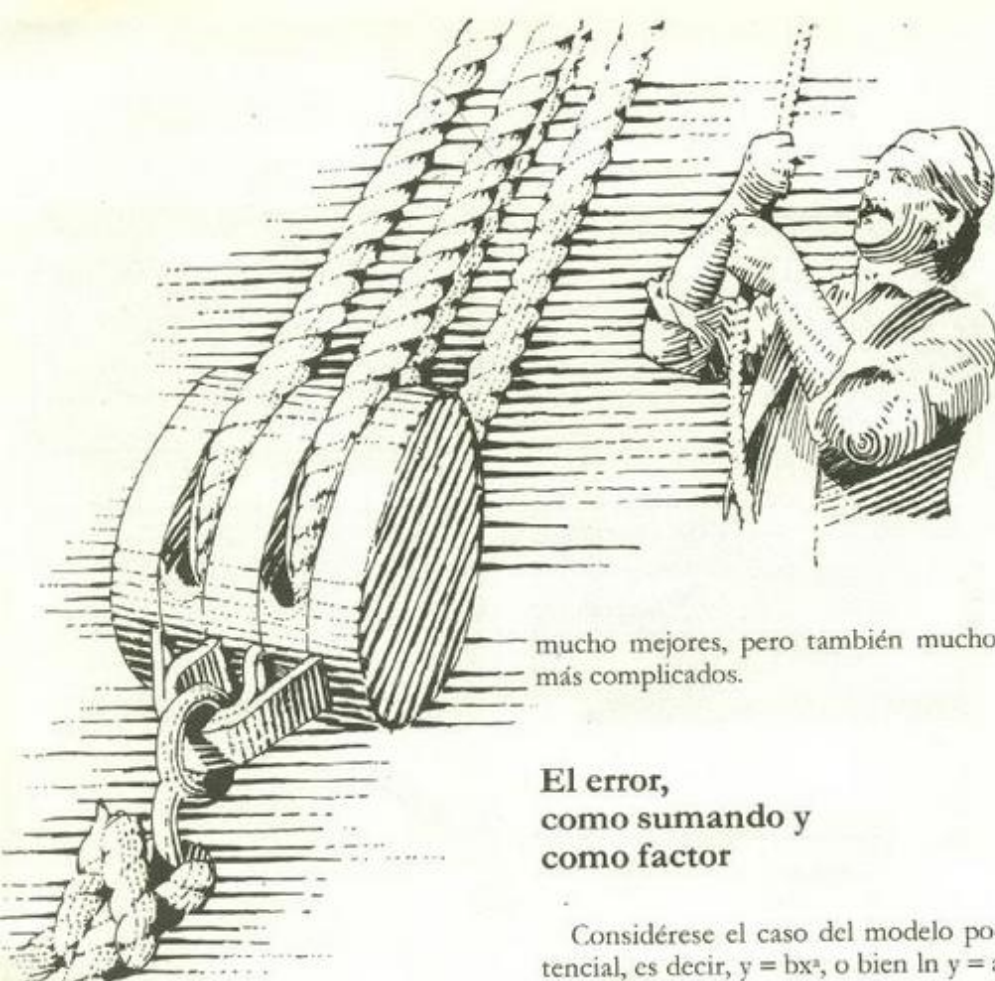 mucho mejores, pero también mucho
más complicados.
El error,
como sumando y
como factor
Considérese el caso del modelo po-
tencial, es decir, y = bxᵃ, o bien ln y = a